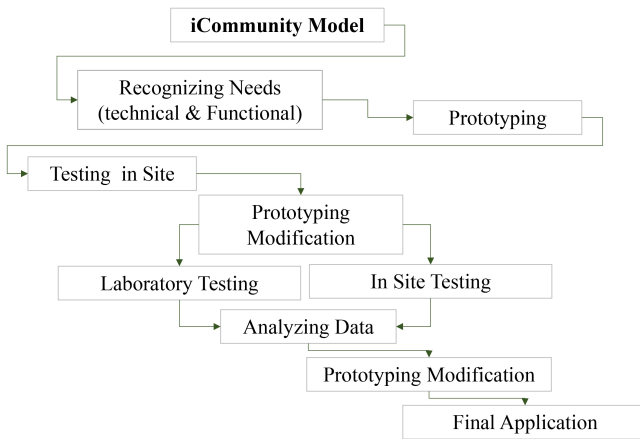 iCommunity Model
Recognizing Needs
(technical & Functional)
Prototyping
Testing in Site
Prototyping
Modification
Laboratory Testing
In Site Testing
Analyzing Data
Prototyping Modification
Final Application